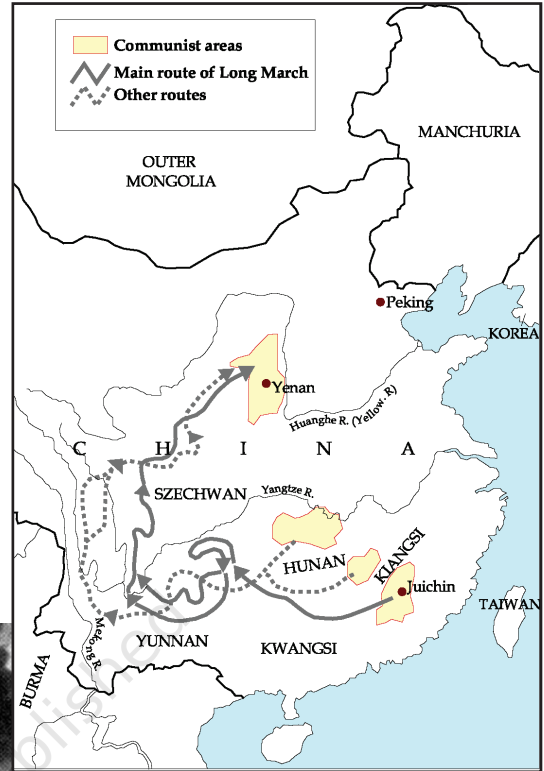 Communist areas
Main route of Long March
Other routes
MANCHURIA
OUTER
MONGOLIA
Peking
KOREA
Yenan
Huanghe R. (Yellow. R)
C H I N A
SZECHWAN
Yangtze R.
HUNAN
KIANGSI
Juichin
TAIWAN
Mekong R.
YUNNAN
KWANGSI
BURMA
blished